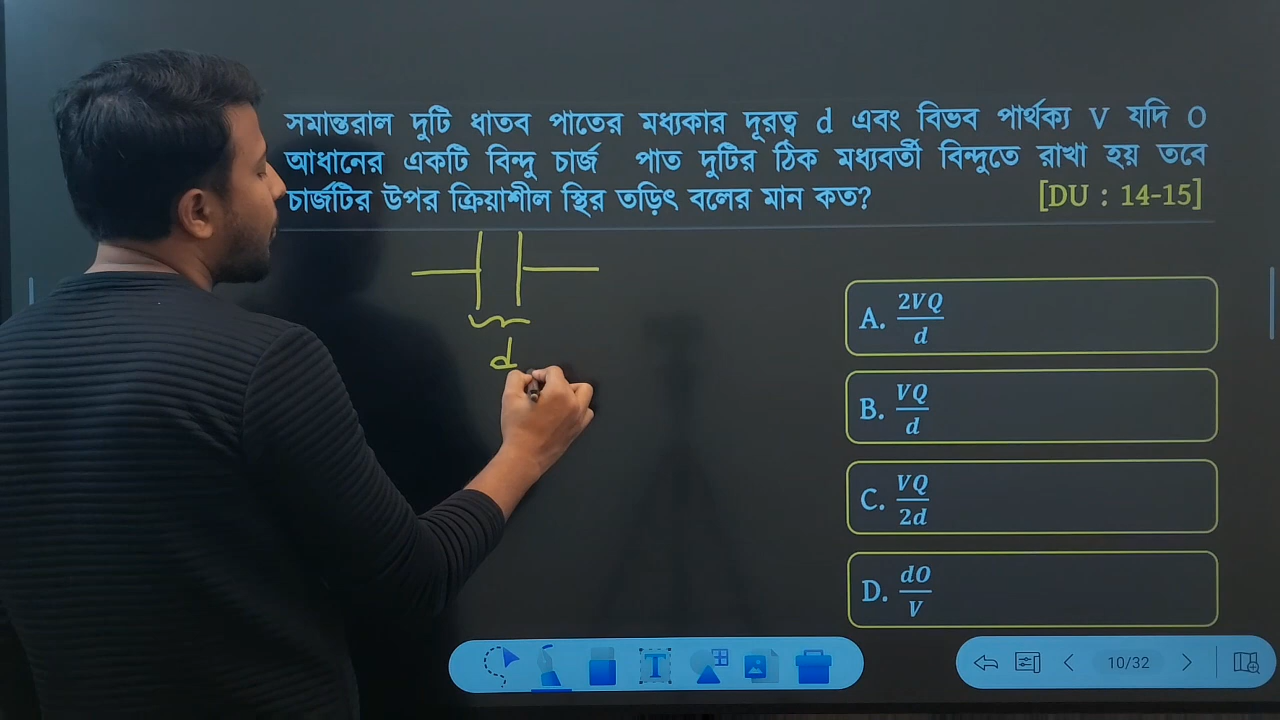 সমান্তরাল দুটি ধাতব পাতের মধ্যকার দূরত্ব d এবং বিভব পার্থক্য V যদি O
আধানের একটি বিন্দু চার্জ পাত দুটির ঠিক মধ্যবর্তী বিন্দুতে রাখা হয় তবে
চার্জটির উপর ক্রিয়াশীল স্থির তড়িৎ বলের মান কত? [DU : 14-15]
d
A. 2VQ/d
B. VQ/d
C. VQ/2d
D. dO/V
T
10/32